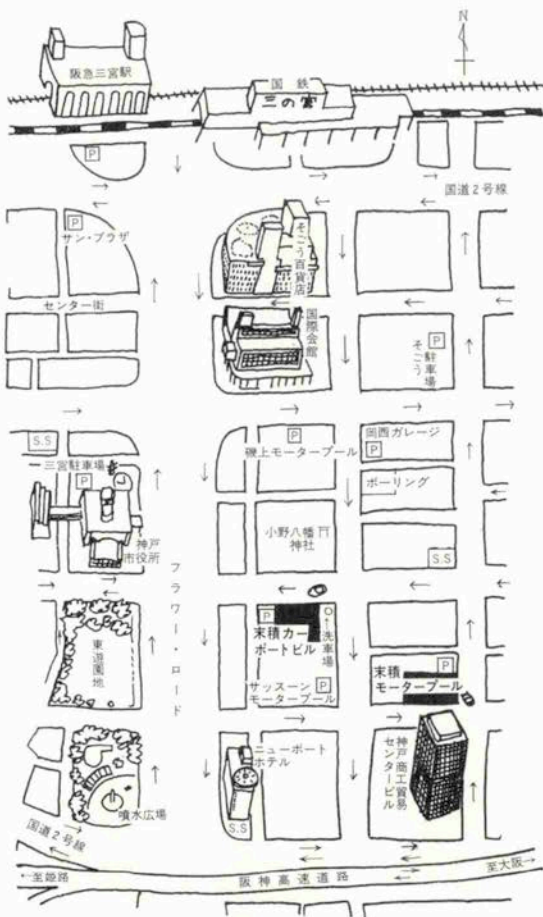 N
阪急三宮駅
国鉄
三の宮
P
国道2号線
P
サン・プラザ
そごう百貨店
センター街
国際会館
P
そごう駐車場
S.S
三宮駐車場
P
P
磯上モータープール
岡西ガレージ
P
ボーリング
神戸
市役所
小野八幡
神社
S.S
フラワー・ロード
東遊園地
P
末積カー
ポートビル
洗車場
サッスーン
モータープール
P
P
末積
モータープール
ニューポート
ホテル
S.S
神戸商工貿易
センタービル
噴水広場
国道2号線
至姫路
阪神高速道路
至大阪